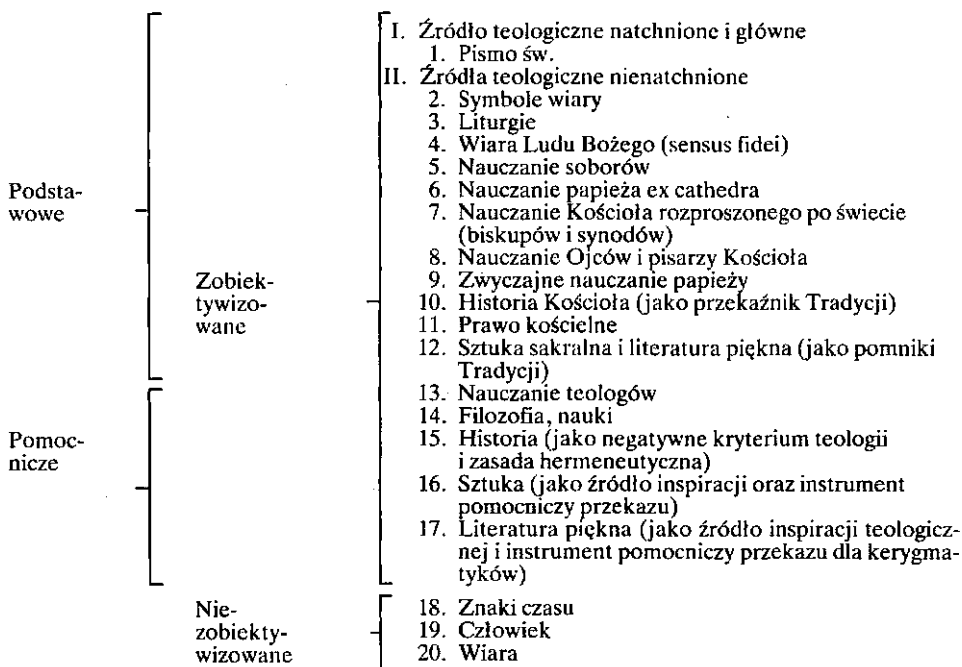 I. Źródło teologiczne natchnione i główne
1. Pismo św.
II. Źródła teologiczne nienatchnione
2. Symbole wiary
3. Liturgie
4. Wiara Ludu Bożego (sensus fidei)
5. Nauczanie soborów
6. Nauczanie papieża ex cathedra
7. Nauczanie Kościoła rozproszonego po świecie
(biskupów i synodów)
8. Nauczanie Ojców i pisarzy Kościoła
9. Zwyczajne nauczanie papieży
10. Historia Kościoła (jako przekaźnik Tradycji)
11. Prawo kościelne
12. Sztuka sakralna i literatura piękna (jako pomniki
Tradycji)
13. Nauczanie teologów
14. Filozofia, nauki
15. Historia (jako negatywne kryterium teologii
i zasada hermeneutyczna)
16. Sztuka (jako źródło inspiracji oraz instrument
pomocniczy przekazu)
17. Literatura piękna (jako źródło inspiracji teologicz-
nej i instrument pomocniczy przekazu dla kerygma-
tyków)
18. Znaki czasu
19. Człowiek
20. Wiara
Podsta-
wowe
Pomoc-
nicze
Zobiek-
tywizo-
wane
Nie-
zobiekty-
wizowane